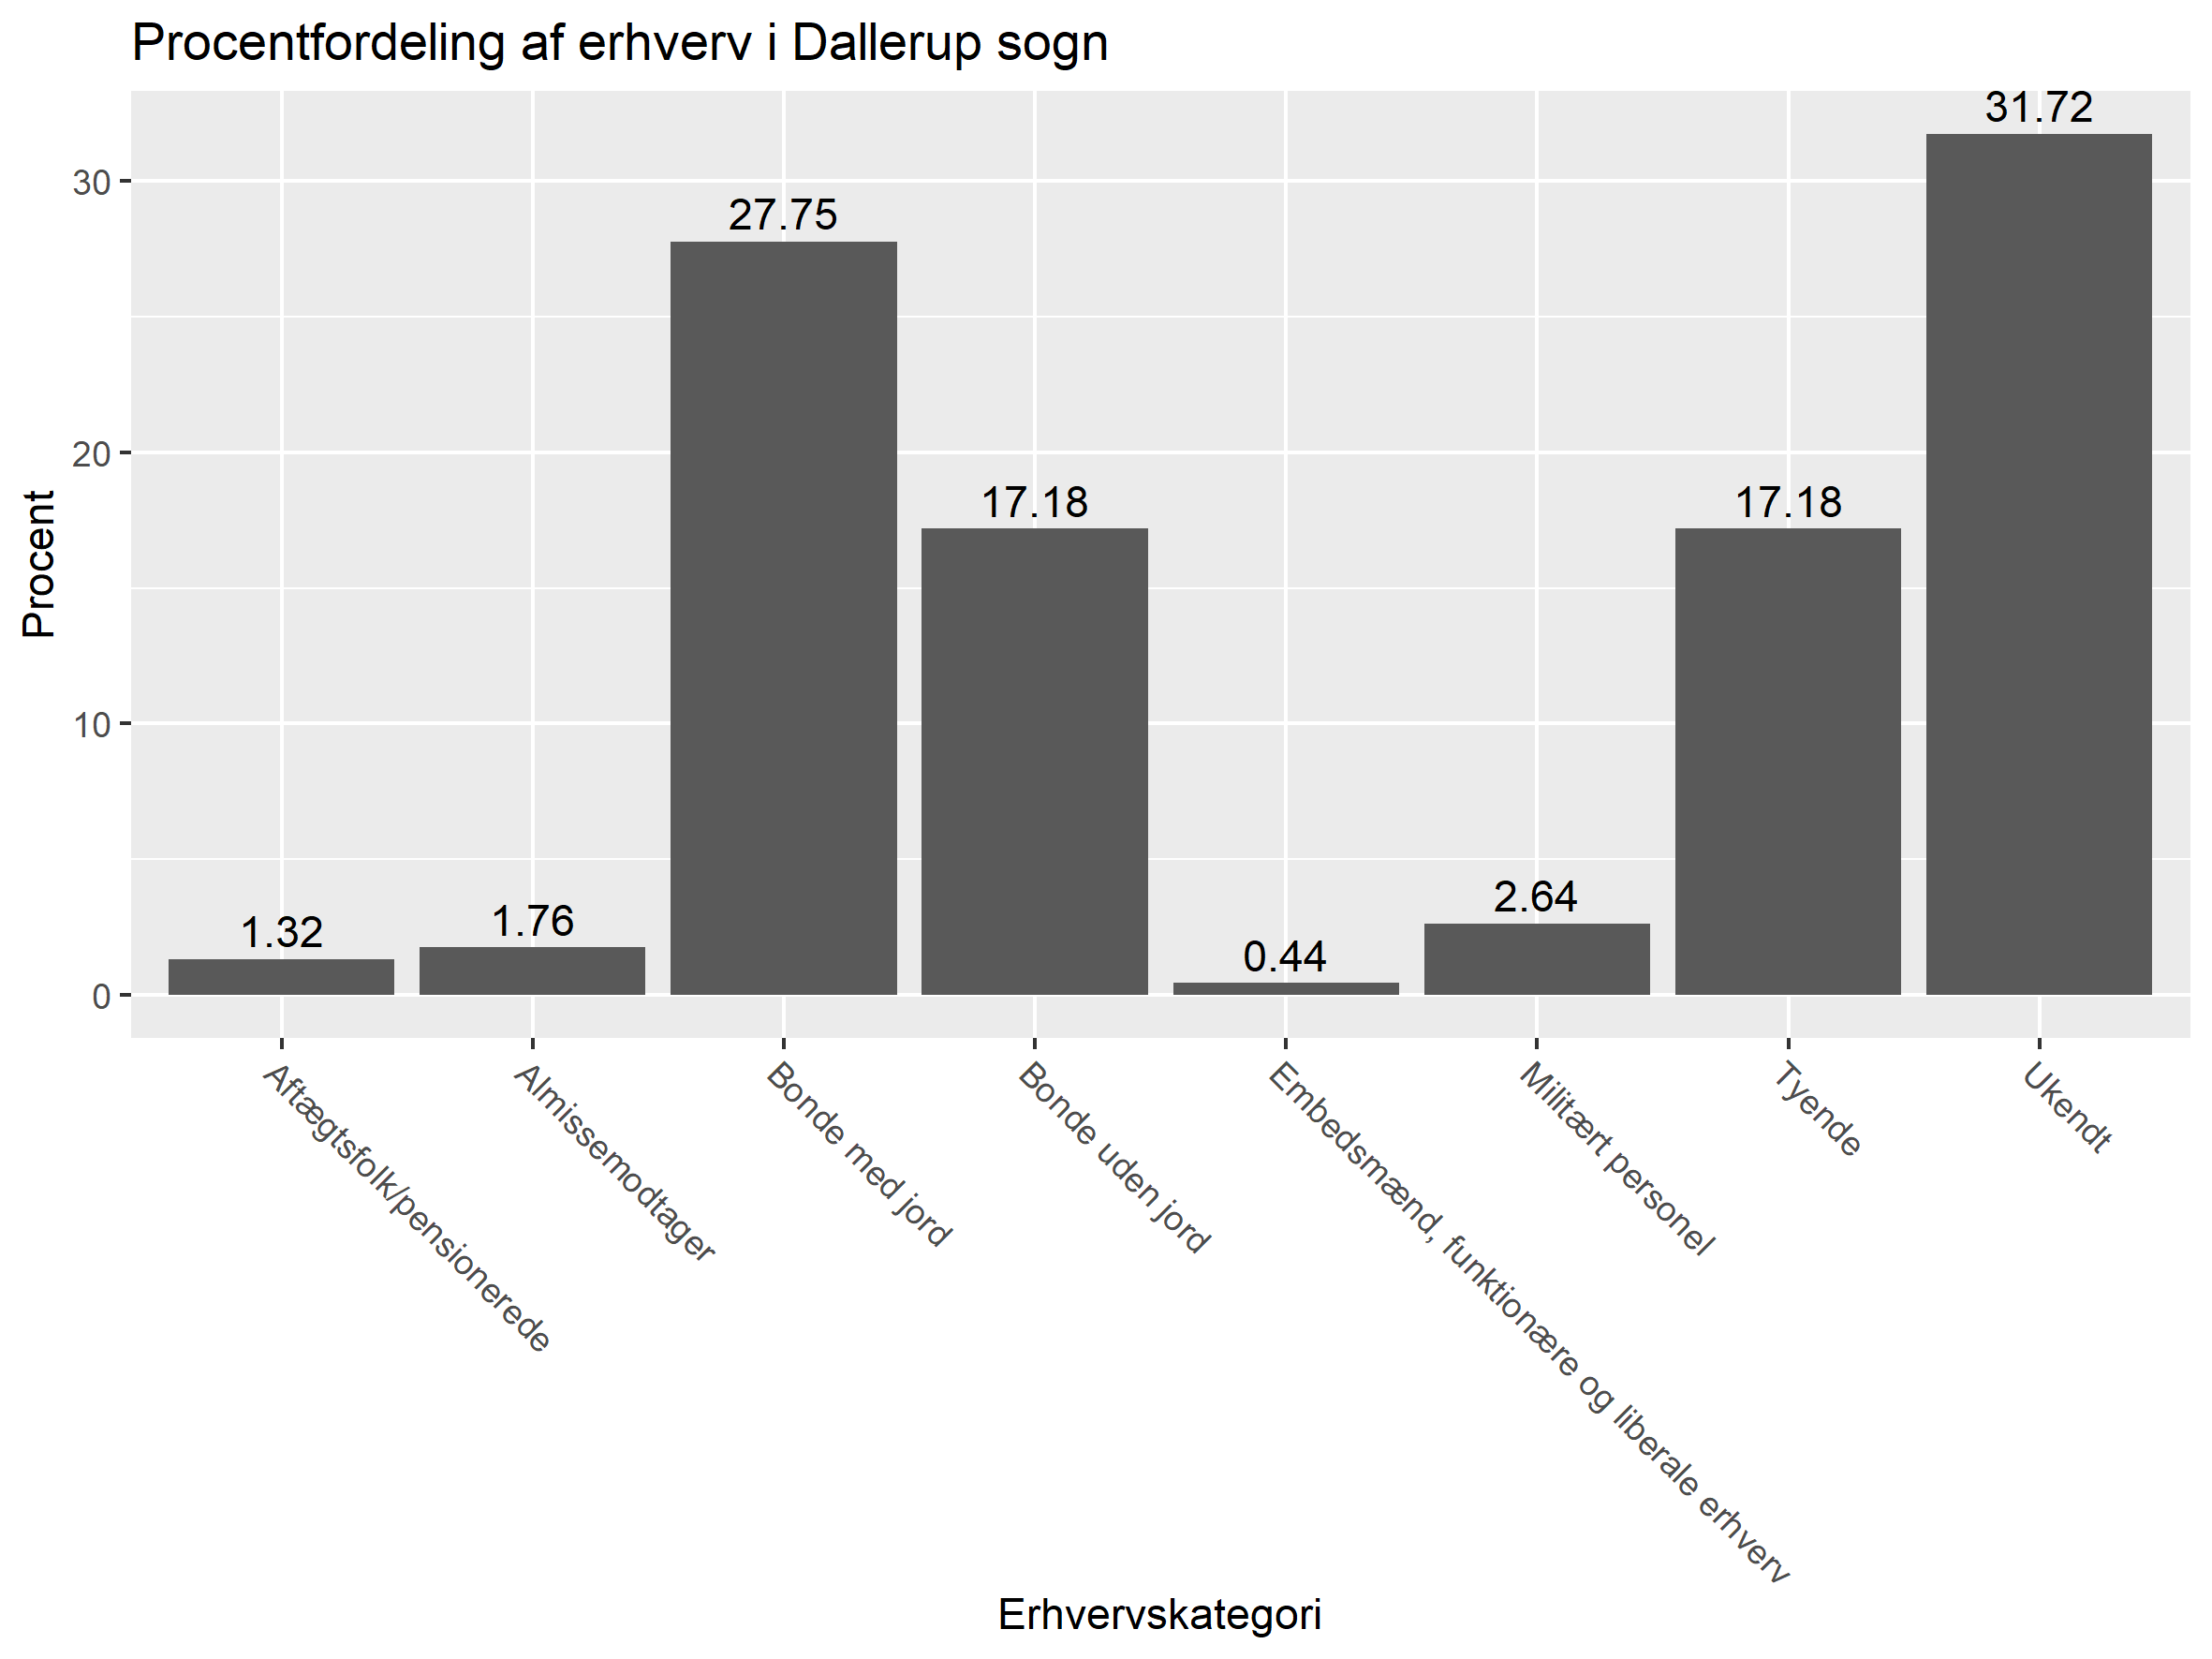 Procentfordeling af erhverv i Dallerup sogn
Procent
30
20
10
0
1.32
1.76
27.75
17.18
0.44
2.64
17.18
31.72
Aftægtsfolk/pensionerede
Almissemodtager
Bonde med jord
Bonde uden jord
Embedsmænd, funktionære og liberale erhverv
Militært personel
Tyende
Ukendt
Erhvervskategori